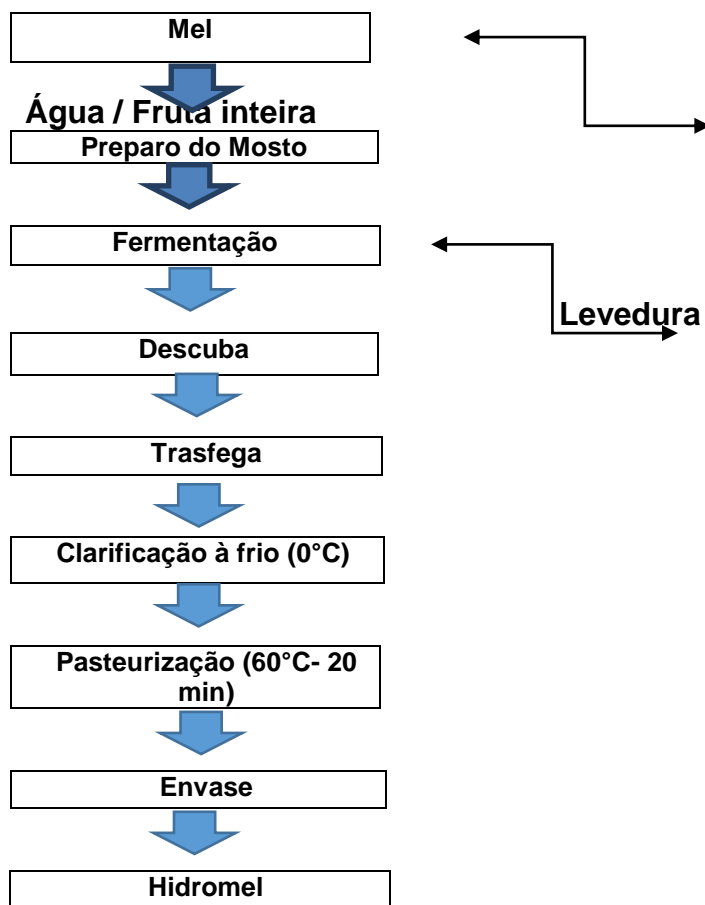 Mel
Água / Fruta inteira
Preparo do Mosto
Fermentação
Levedura
Descuba
Trasfega
Clarificação à frio (0°C)
Pasteurização (60°C- 20
min)
Envase
Hidromel